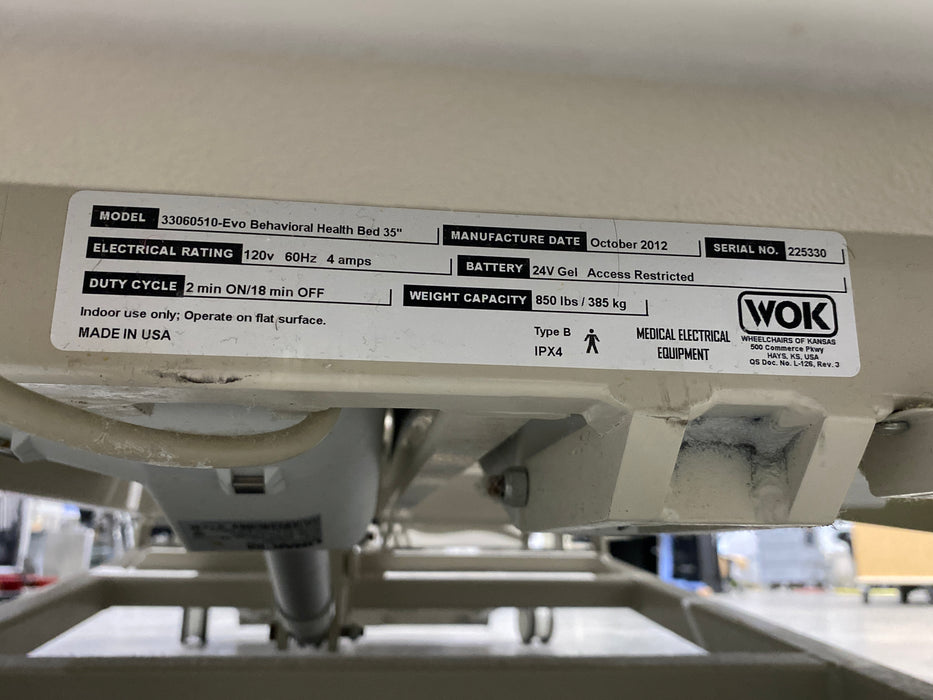 MODEL 33060510-Evo Behavioral Health Bed 35" MANUFACTURE DATE October 2012 SERIAL NO. 225330
ELECTRICAL RATING 120v 60Hz 4 amps BATTERY 24V Gel Access Restricted
DUTY CYCLE 2 min ON/18 min OFF WEIGHT CAPACITY 850 lbs / 385 kg
Indoor use only; Operate on flat surface.
MADE IN USA
Type B
IPX4
MEDICAL ELECTRICAL
EQUIPMENT
WOK
WHEELCHAIRS OF KANSAS
500 Commerce Pkwy
HAYS, KS, USA
QS Doc. No. L-126, Rev. 3